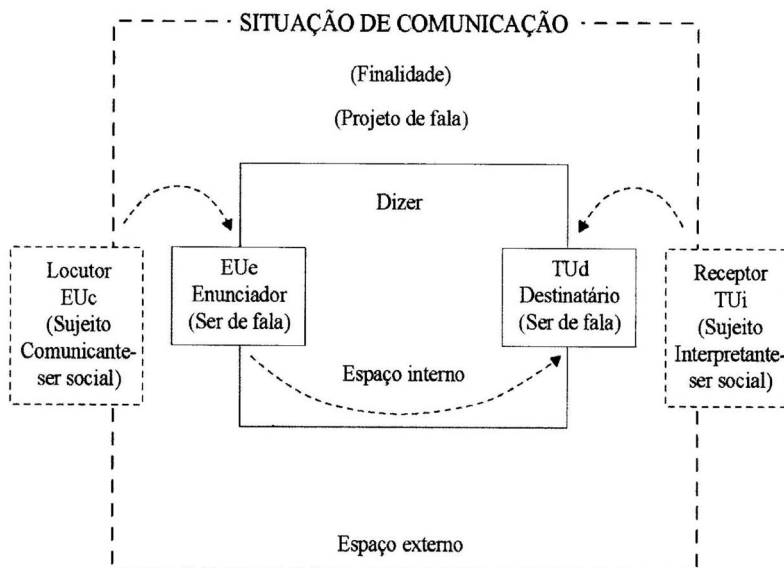 SITUAÇÃO DE COMUNICAÇÃO
(Finalidade)
(Projeto de fala)
Dizer
Locutor
EUc
(Sujeito
Comunicante-
ser social)
EUe
Enunciador
(Ser de fala)
TUd
Destinatário
(Ser de fala)
Receptor
TUi
(Sujeito
Interpretante-
ser social)
Espaço interno
Espaço externo